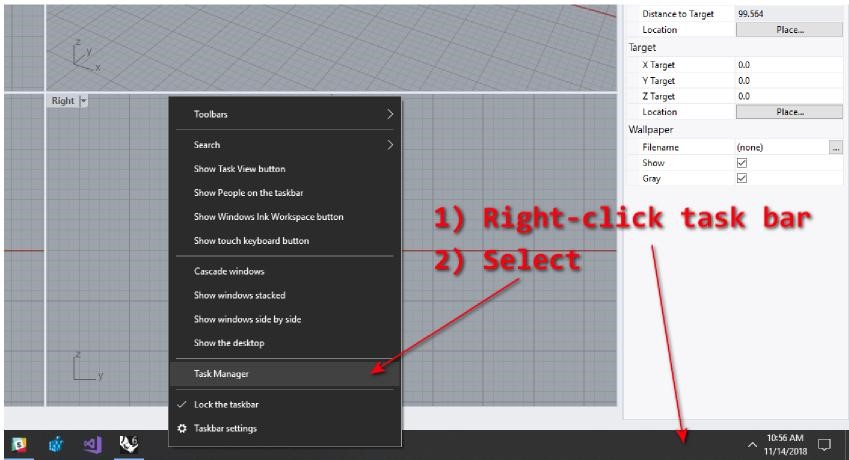 Distance to Target 99.564
Location Place...
Target
X Target 0.0
Y Target 0.0
Z Target 0.0
Location Place...
Wallpaper
Filename (none) ...
Show
Gray
z
y
x
Right
Toolbars
Search
Show Task View button
Show People on the taskbar
Show Windows Ink Workspace button
Show touch keyboard button
Cascade windows
Show windows stacked
Show windows side by side
Show the desktop
Task Manager
Lock the taskbar
Taskbar settings
1) Right-click task bar
2) Select
z
y
6
10:56 AM
11/14/2018